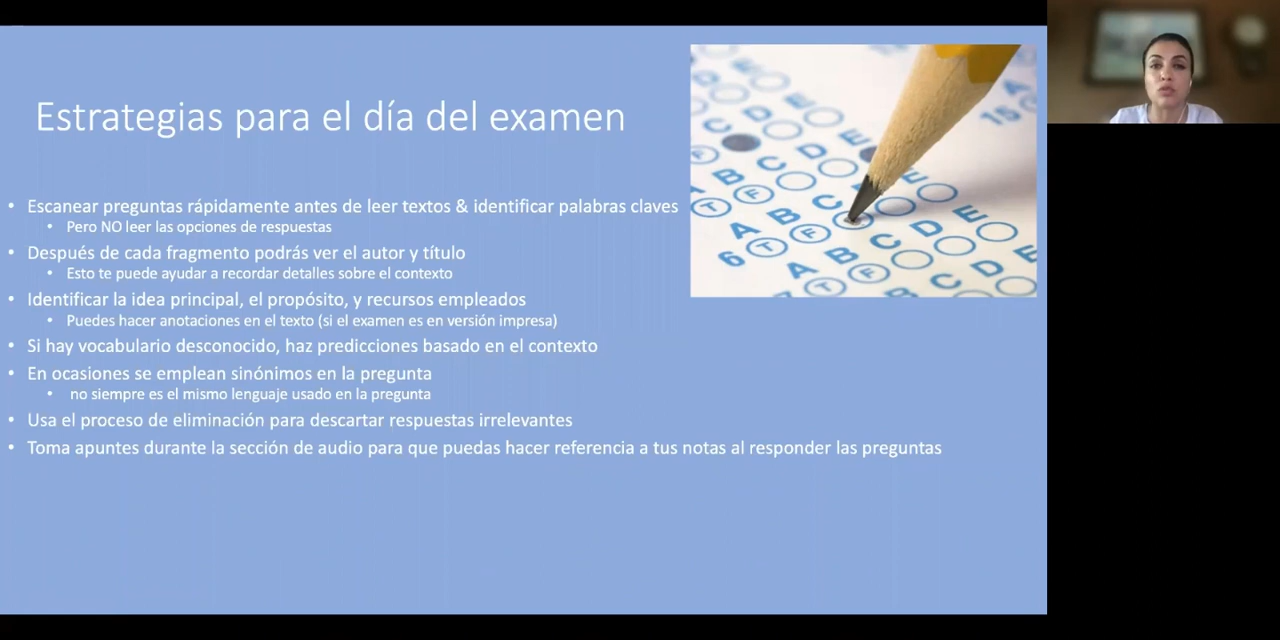 Estrategias para el día del examen
• Escanear preguntas rápidamente antes de leer textos & identificar palabras claves
• Pero NO leer las opciones de respuestas
• Después de cada fragmento podrás ver el autor y título
• Esto te puede ayudar a recordar detalles sobre el contexto
• Identificar la idea principal, el propósito, y recursos empleados
• Puedes hacer anotaciones en el texto (si el examen es en versión impresa)
• Si hay vocabulario desconocido, haz predicciones basado en el contexto
• En ocasiones se emplean sinónimos en la pregunta
• no siempre es el mismo lenguaje usado en la pregunta
• Usa el proceso de eliminación para descartar respuestas irrelevantes
• Toma apuntes durante la sección de audio para que puedas hacer referencia a tus notas al responder las preguntas